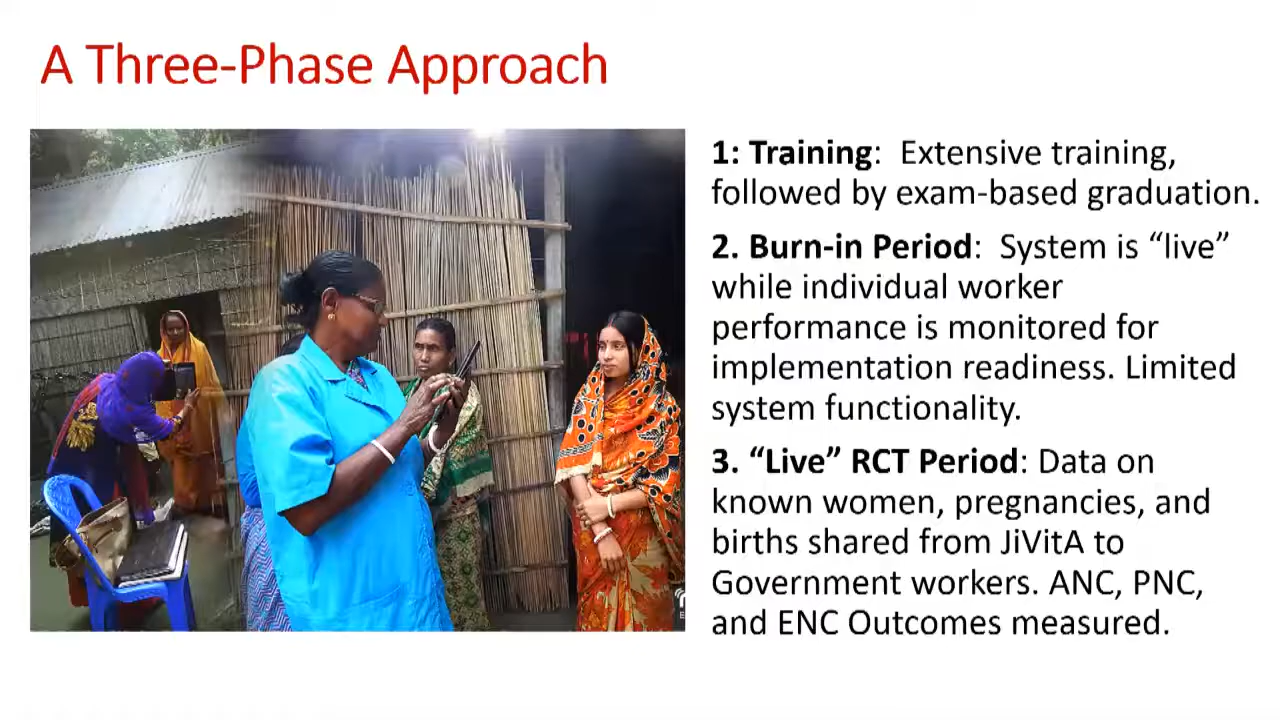 A Three-Phase Approach
1: Training:  Extensive training,
followed by exam-based graduation.
2. Burn-in Period:  System is “live”
while individual worker
performance is monitored for
implementation readiness. Limited
system functionality.
3. “Live” RCT Period: Data on
known women, pregnancies, and
births shared from JiVitA to
Government workers. ANC, PNC,
and ENC Outcomes measured.